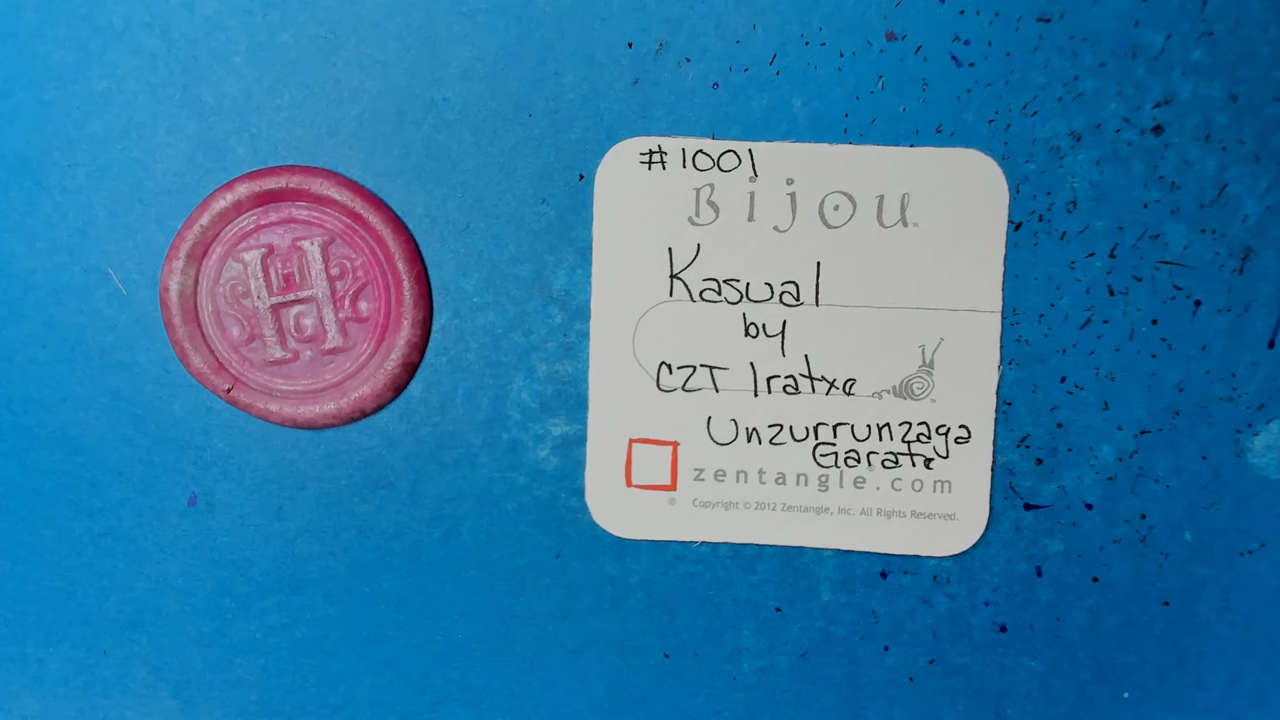 H
#1001
Bijou
Kasual
by
CZT Iratxe
Unzurrunzaga
Garate
zentangle.com
® Copyright © 2012 Zentangle, Inc. All Rights Reserved.